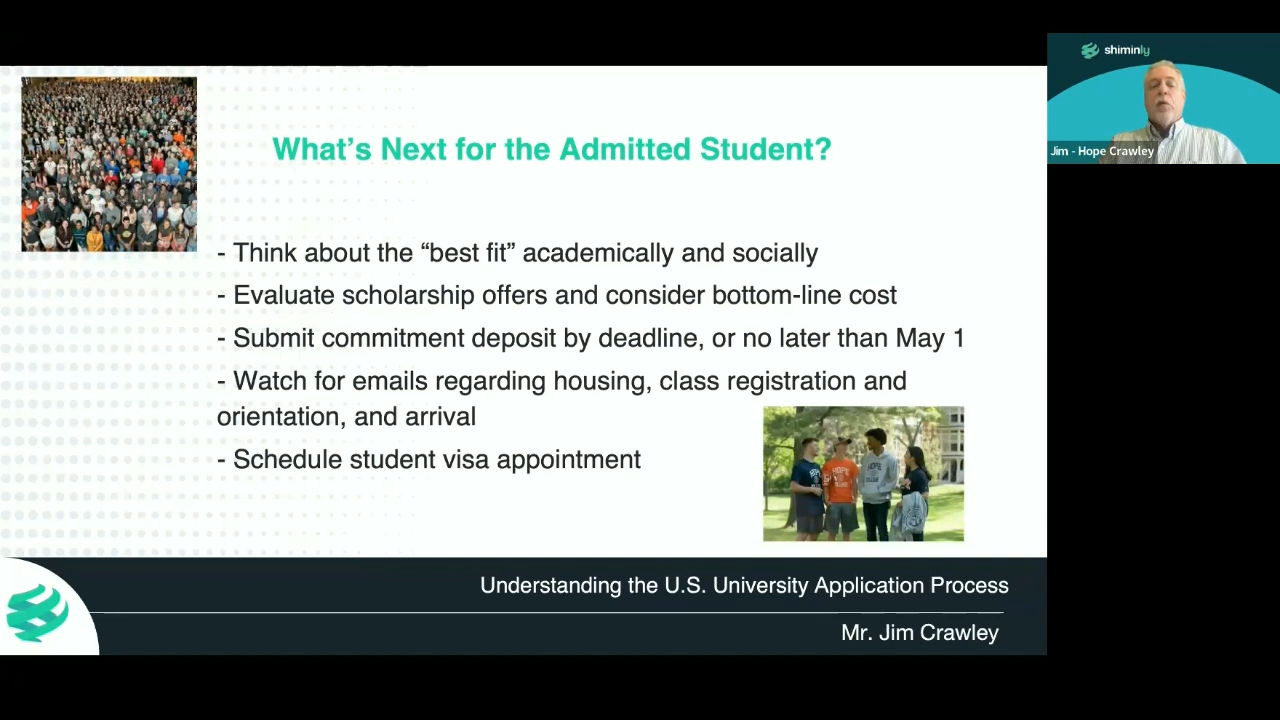 shiminly
Jim - Hope Crawley
What’s Next for the Admitted Student?
- Think about the “best fit” academically and socially
- Evaluate scholarship offers and consider bottom-line cost
- Submit commitment deposit by deadline, or no later than May 1
- Watch for emails regarding housing, class registration and
orientation, and arrival
- Schedule student visa appointment
HOPE
HOPE
HOPE
Understanding the U.S. University Application Process
Mr. Jim Crawley